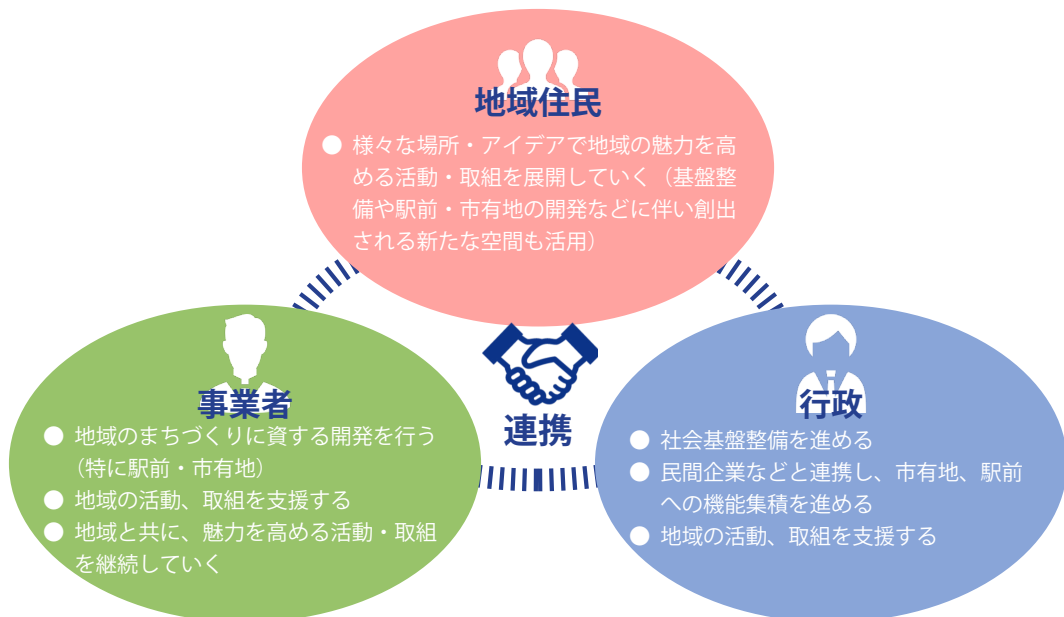 地域住民
● 様々な場所・アイデアで地域の魅力を高
める活動・取組を展開していく（基盤整
備や駅前・市有地の開発などに伴い創出
される新たな空間も活用）
連携
事業者
● 地域のまちづくりに資する開発を行う
（特に駅前・市有地）
● 地域の活動、取組を支援する
● 地域と共に、魅力を高める活動・取組
を継続していく
行政
● 社会基盤整備を進める
● 民間企業などと連携し、市有地、駅前
への機能集積を進める
● 地域の活動、取組を支援する